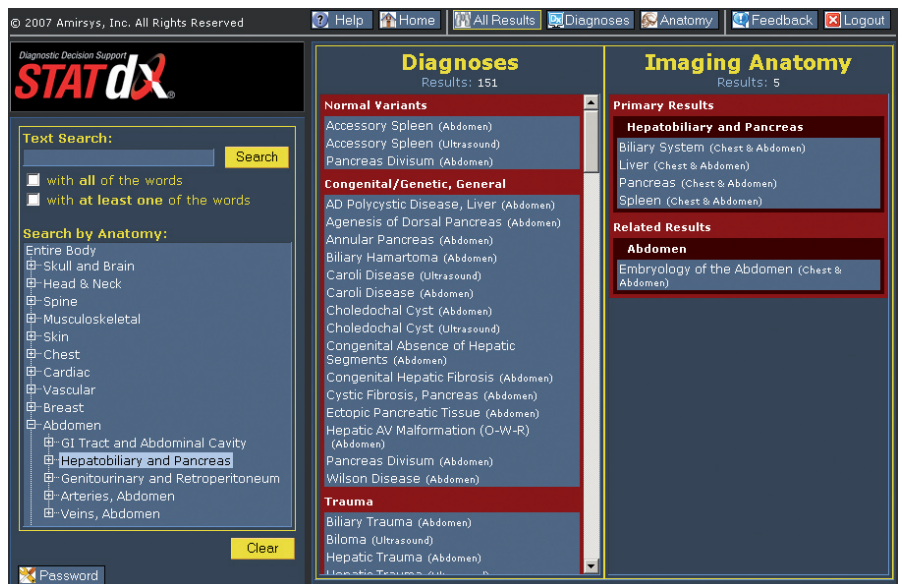 © 2007 Amirsys, Inc. All Rights Reserved
Help Home All Results Diagnoses Anatomy Feedback Logout
Diagnostic Decision Support
STATdx®
Text Search:
Search
with all of the words
with at least one of the words
Search by Anatomy:
Entire Body
Skull and Brain
Head & Neck
Spine
Musculoskeletal
Skin
Chest
Cardiac
Vascular
Breast
Abdomen
GI Tract and Abdominal Cavity
Hepatobiliary and Pancreas
Genitourinary and Retroperitoneum
Arteries, Abdomen
Veins, Abdomen
Clear
Password
Diagnoses
Results: 151
Normal Variants
Accessory Spleen (Abdomen)
Accessory Spleen (Ultrasound)
Pancreas Divisum (Abdomen)
Congenital/Genetic, General
AD Polycystic Disease, Liver (Abdomen)
Agenesis of Dorsal Pancreas (Abdomen)
Annular Pancreas (Abdomen)
Biliary Hamartoma (Abdomen)
Caroli Disease (Ultrasound)
Caroli Disease (Abdomen)
Choledochal Cyst (Abdomen)
Choledochal Cyst (Ultrasound)
Congenital Absence of Hepatic
Segments (Abdomen)
Congenital Hepatic Fibrosis (Abdomen)
Cystic Fibrosis, Pancreas (Abdomen)
Ectopic Pancreatic Tissue (Abdomen)
Hepatic AV Malformation (O-W-R)
(Abdomen)
Pancreas Divisum (Abdomen)
Wilson Disease (Abdomen)
Trauma
Biliary Trauma (Abdomen)
Biloma (Ultrasound)
Hepatic Trauma (Abdomen)
Hepatic Trauma
Imaging Anatomy
Results: 5
Primary Results
Hepatobiliary and Pancreas
Biliary System (Chest & Abdomen)
Liver (Chest & Abdomen)
Pancreas (Chest & Abdomen)
Spleen (Chest & Abdomen)
Related Results
Abdomen
Embryology of the Abdomen (Chest &
Abdomen)